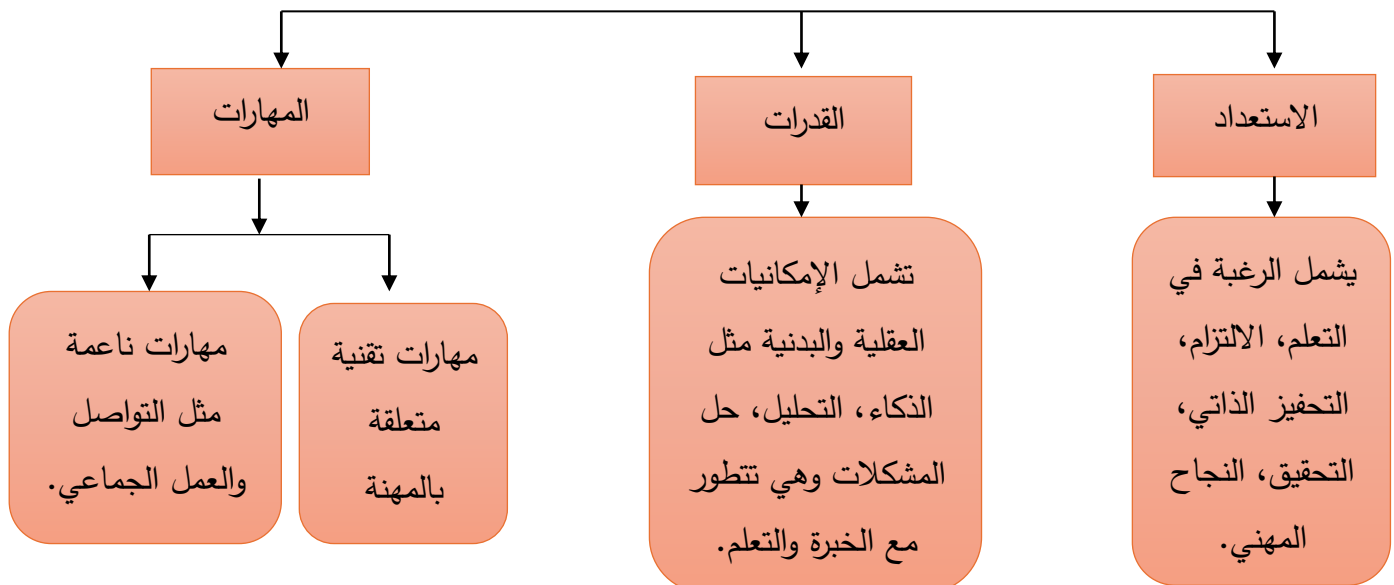 الاستعداد
القدرات
المهارات
يشمل الرغبة في
التعلم، الالتزام،
التحفيز الذاتي،
التحقيق، النجاح
المهني.
تشمل الإمكانيات
العقلية والبدنية مثل
الذكاء، التحليل، حل
المشكلات وهي تتطور
مع الخبرة والتعلم.
مهارات تقنية
متعلقة
بالمهنة
مهارات ناعمة
مثل التواصل
والعمل الجماعي.